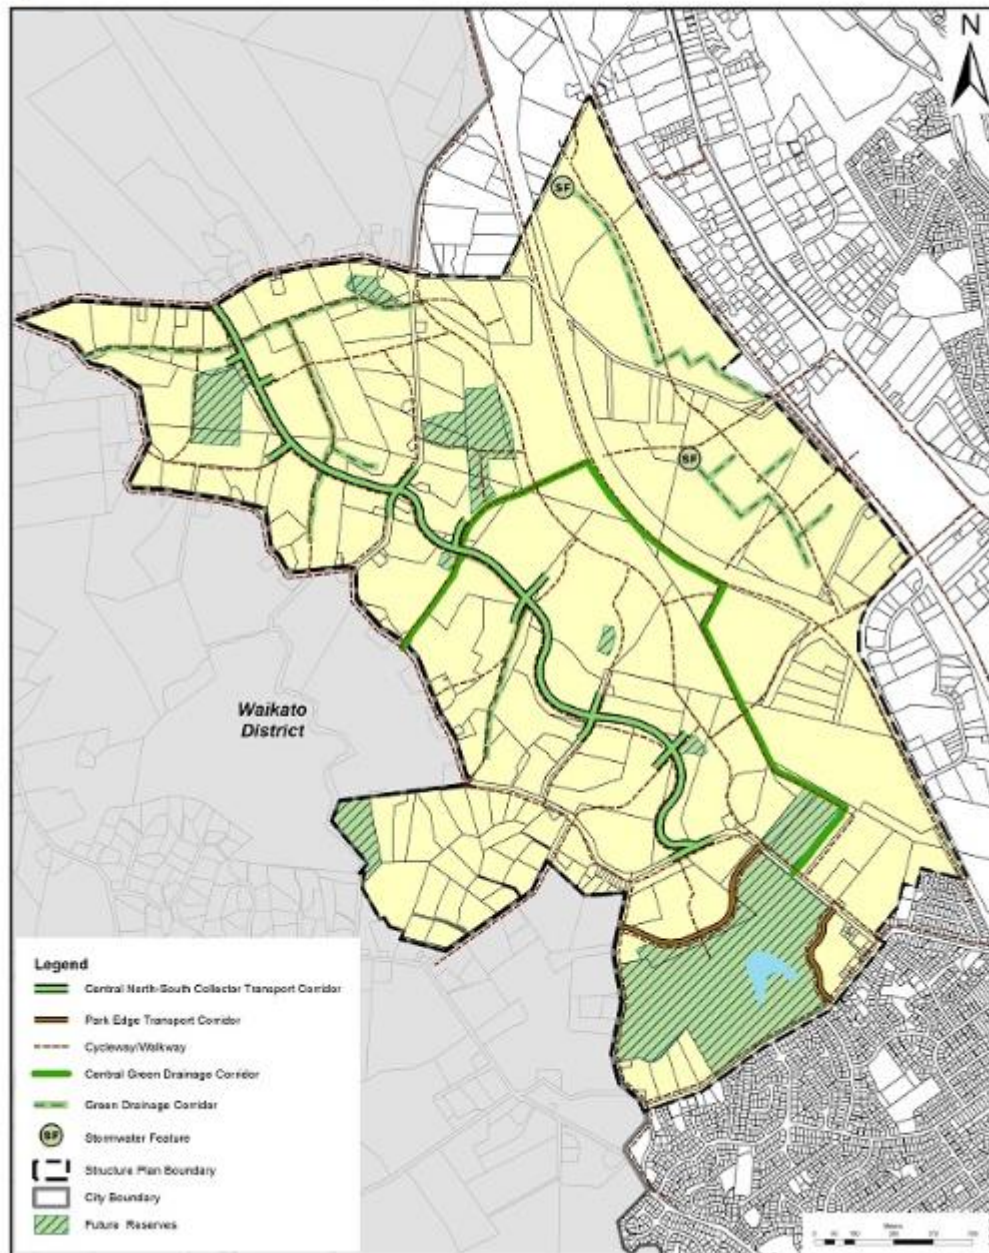 N
SF
SF
Waikato
District
Legend
Central North-South Collector Transport Corridor
Park Edge Transport Corridor
Cycleway/Walkway
Central Green Drainage Corridor
Green Drainage Corridor
SF Stormwater Feature
Structure Plan Boundary
City Boundary
Future Reserves